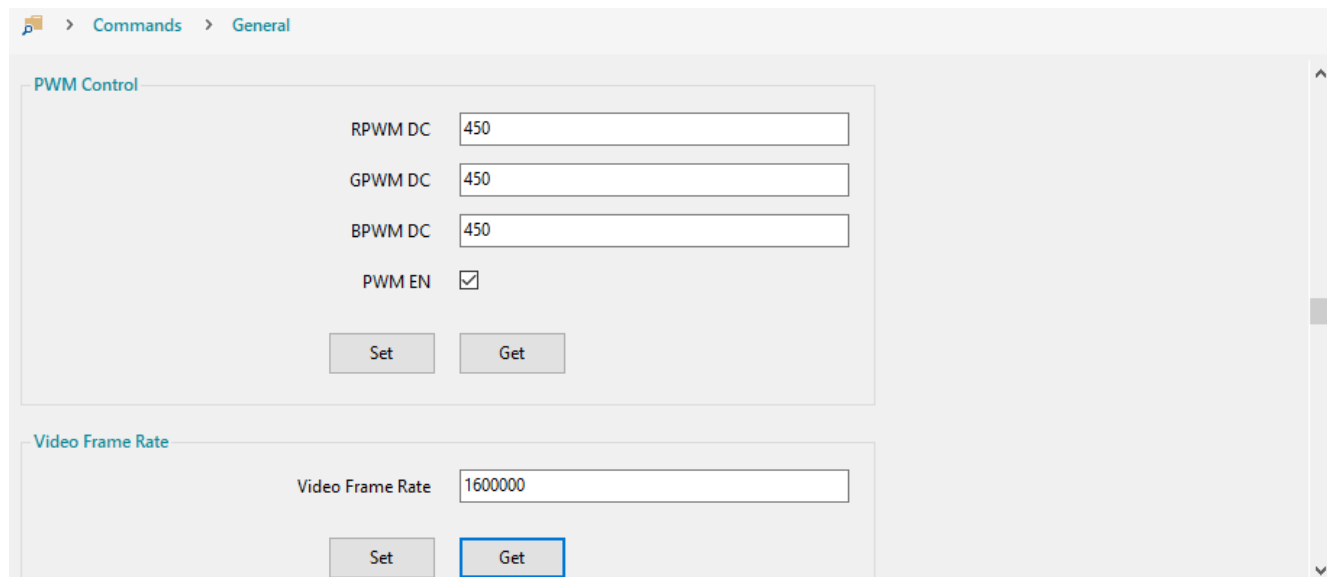 Commands > General
PWM Control
RPWM DC 450
GPWM DC 450
BPWM DC 450
PWM EN
Set Get
Video Frame Rate
Video Frame Rate 1600000
Set Get